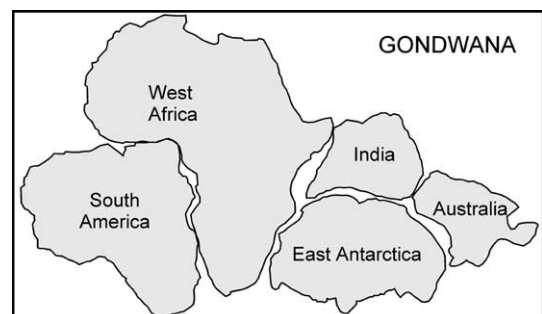 GONDWANA
West
Africa
India
South
America
Australia
East Antarctica